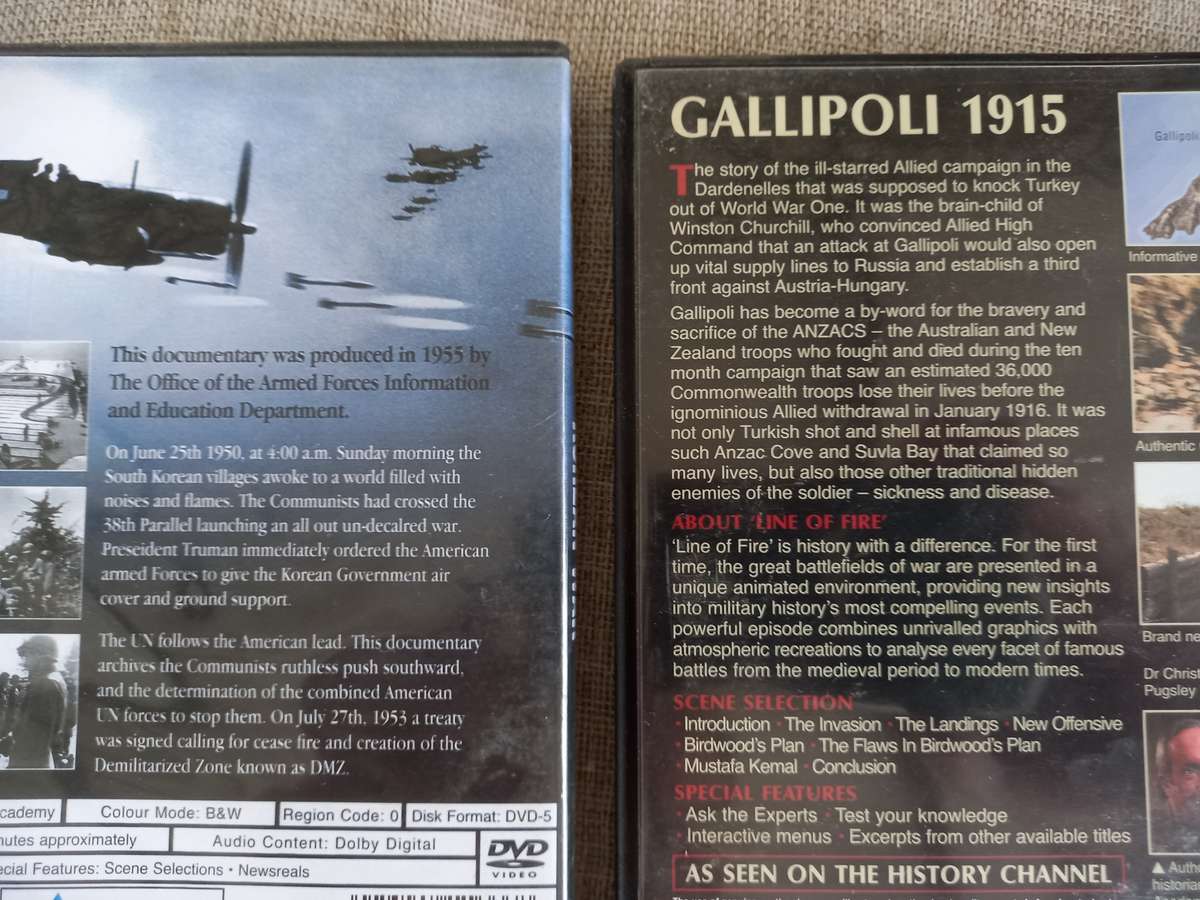 This documentary was produced in 1955 by
The Office of the Armed Forces Information
and Education Department.
On June 25th 1950, at 4:00 a.m. Sunday morning the
South Korean villages awoke to a world filled with
noises and flames. The Communists had crossed the
38th Parallel launching an all out un-decalred war.
Preseident Truman immediately ordered the American
armed Forces to give the Korean Government air
cover and ground support.
The UN follows the American lead. This documentary
archives the Communists ruthless push southward,
and the determination of the combined American
UN forces to stop them. On July 27th, 1953 a treaty
was signed calling for cease fire and creation of the
Demilitarized Zone known as DMZ.
cademy
Colour Mode: B&W
Region Code: 0
Disk Format: DVD-5
nutes approximately
Audio Content: Dolby Digital
ecial Features: Scene Selections • Newsreals
DVD
VIDEO
GALLIPOLI 1915
The story of the ill-starred Allied campaign in the
Dardenelles that was supposed to knock Turkey
out of World War One. It was the brain-child of
Winston Churchill, who convinced Allied High
Command that an attack at Gallipoli would also open
up vital supply lines to Russia and establish a third
front against Austria-Hungary.
Gallipoli has become a by-word for the bravery and
sacrifice of the ANZACS – the Australian and New
Zealand troops who fought and died during the ten
month campaign that saw an estimated 36,000
Commonwealth troops lose their lives before the
ignominious Allied withdrawal in January 1916. It was
not only Turkish shot and shell at infamous places
such Anzac Cove and Suvla Bay that claimed so
many lives, but also those other traditional hidden
enemies of the soldier – sickness and disease.
ABOUT 'LINE OF FIRE'
'Line of Fire' is history with a difference. For the first
time, the great battlefields of war are presented in a
unique animated environment, providing new insights
into military history's most compelling events. Each
powerful episode combines unrivalled graphics with
atmospheric recreations to analyse every facet of famous
battles from the medieval period to modern times.
SCENE SELECTION
• Introduction • The Invasion • The Landings • New Offensive
• Birdwood's Plan • The Flaws In Birdwood's Plan
• Mustafa Kemal • Conclusion
SPECIAL FEATURES
• Ask the Experts • Test your knowledge
• Interactive menus • Excerpts from other available titles
AS SEEN ON THE HISTORY CHANNEL
Gallipoli
Informative
Authentic
Brand ne
Dr Christ
Pugsley
▲ Autho
historia